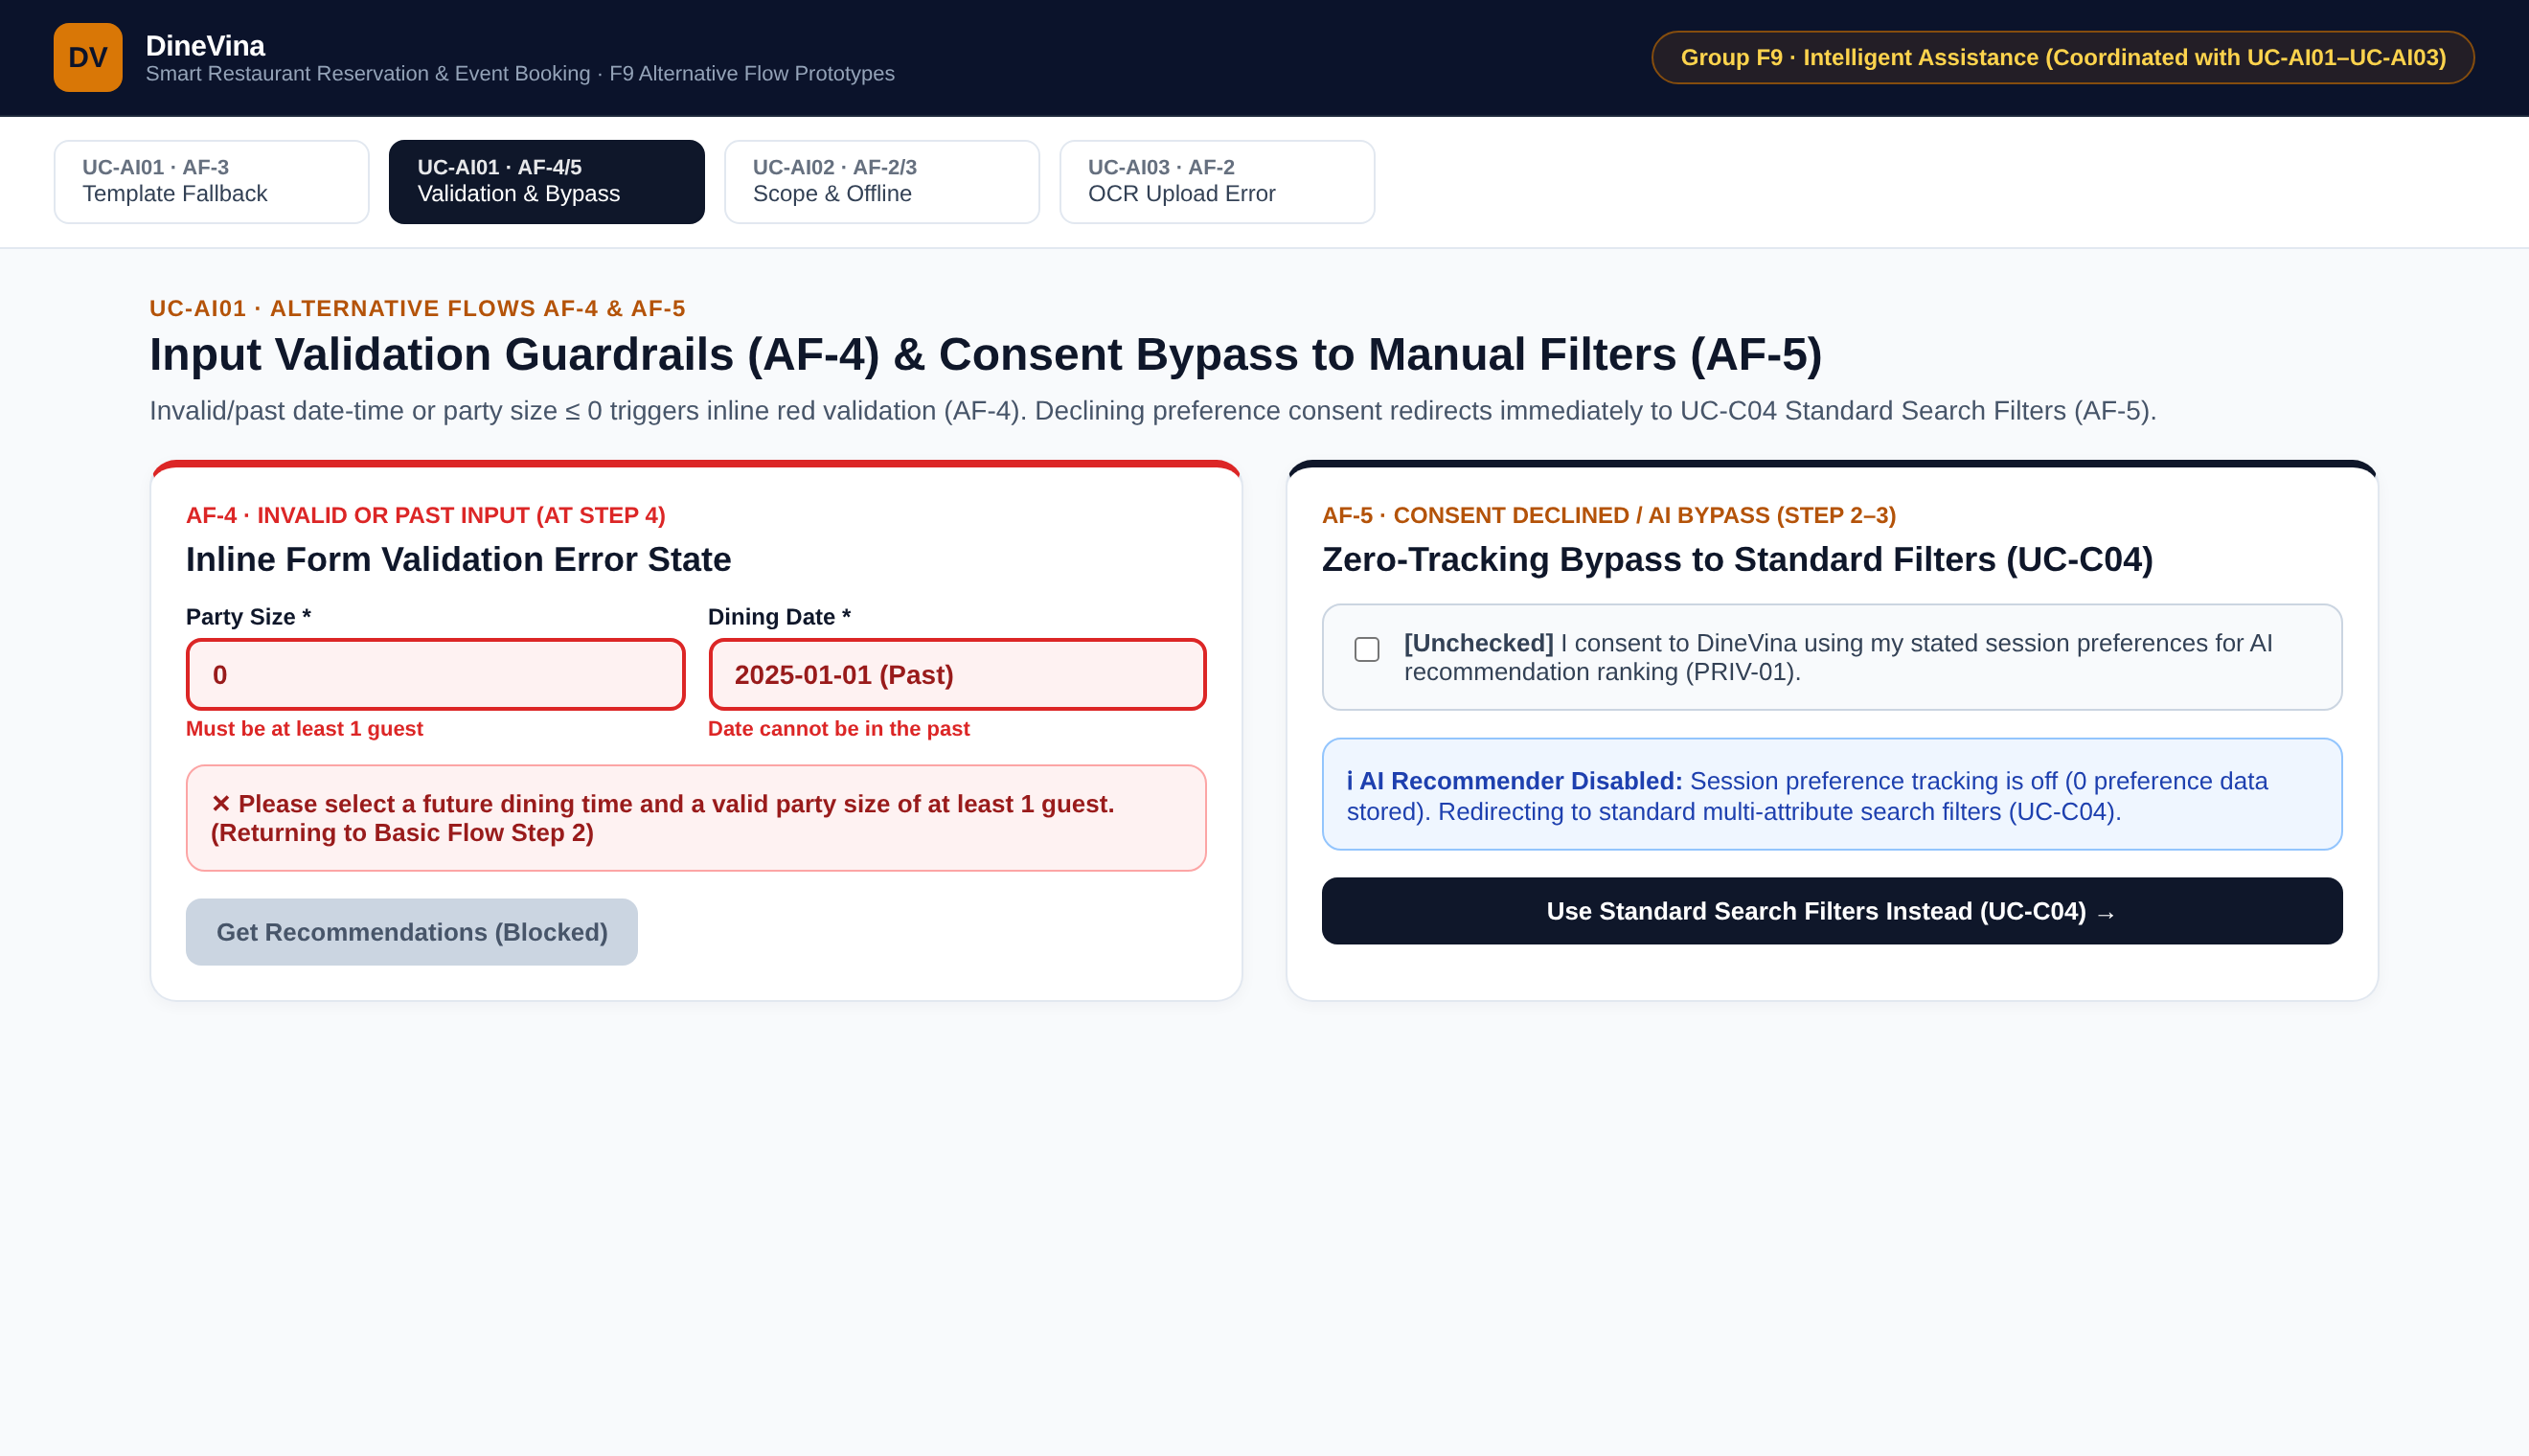 DV
DineVina
Smart Restaurant Reservation & Event Booking · F9 Alternative Flow Prototypes
Group F9 · Intelligent Assistance (Coordinated with UC-AI01–UC-AI03)
UC-AI01 · AF-3
Template Fallback
UC-AI01 · AF-4/5
Validation & Bypass
UC-AI02 · AF-2/3
Scope & Offline
UC-AI03 · AF-2
OCR Upload Error
UC-AI01 · ALTERNATIVE FLOWS AF-4 & AF-5
Input Validation Guardrails (AF-4) & Consent Bypass to Manual Filters (AF-5)
Invalid/past date-time or party size ≤ 0 triggers inline red validation (AF-4). Declining preference consent redirects immediately to UC-C04 Standard Search Filters (AF-5).
AF-4 · INVALID OR PAST INPUT (AT STEP 4)
Inline Form Validation Error State
Party Size *
Dining Date *
0
2025-01-01 (Past)
Must be at least 1 guest
Date cannot be in the past
✕ Please select a future dining time and a valid party size of at least 1 guest.
(Returning to Basic Flow Step 2)
Get Recommendations (Blocked)
AF-5 · CONSENT DECLINED / AI BYPASS (STEP 2–3)
Zero-Tracking Bypass to Standard Filters (UC-C04)
[Unchecked] I consent to DineVina using my stated session preferences for AI
recommendation ranking (PRIV-01).
ℹ AI Recommender Disabled: Session preference tracking is off (0 preference data
stored). Redirecting to standard multi-attribute search filters (UC-C04).
Use Standard Search Filters Instead (UC-C04) →